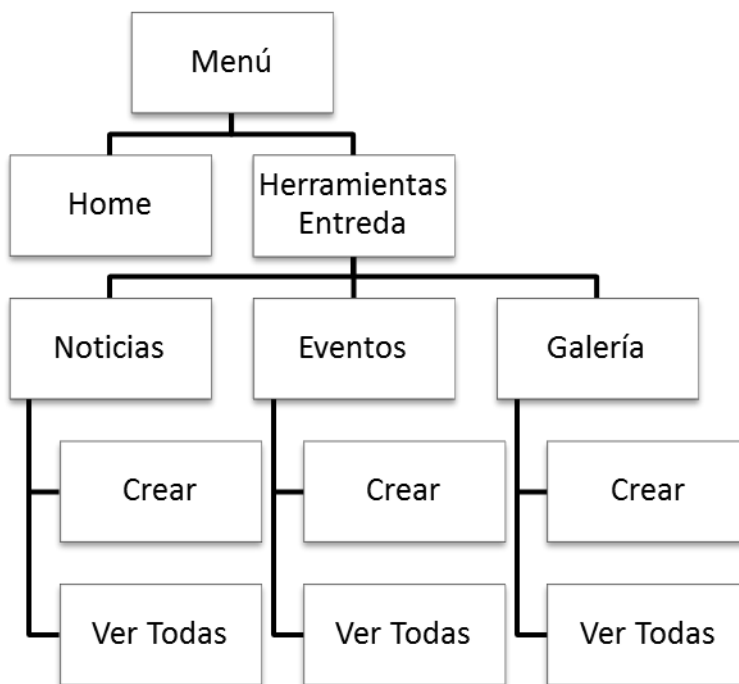 Menú
Home
Herramientas
Entreda
Noticias
Eventos
Galería
Crear
Crear
Crear
Ver Todas
Ver Todas
Ver Todas